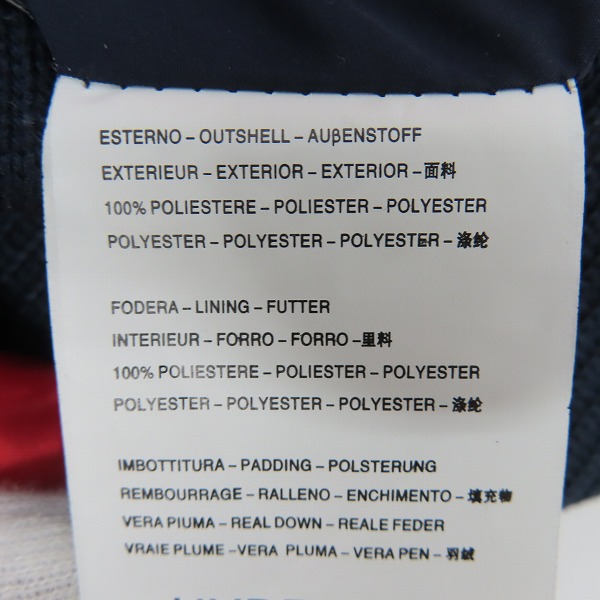 ESTERNO – OUTSHELL – AUβENSTOFF
EXTERIEUR – EXTERIOR – EXTERIOR –面料
100% POLIESTERE – POLIESTER – POLYESTER
POLYESTER – POLYESTER – POLYESTER – 涤纶
FODERA – LINING – FUTTER
INTERIEUR – FORRO – FORRO –里料
100% POLIESTERE – POLIESTER – POLYESTER
POLYESTER – POLYESTER – POLYESTER – 涤纶
IMBOTTITURA – PADDING – POLSTERUNG
REMBOURRAGE – RALLENO – ENCHIMENTO – 填充物
VERA PIUMA – REAL DOWN – REALE FEDER
VRAIE PLUME – VERA PLUMA – VERA PEN – 羽绒